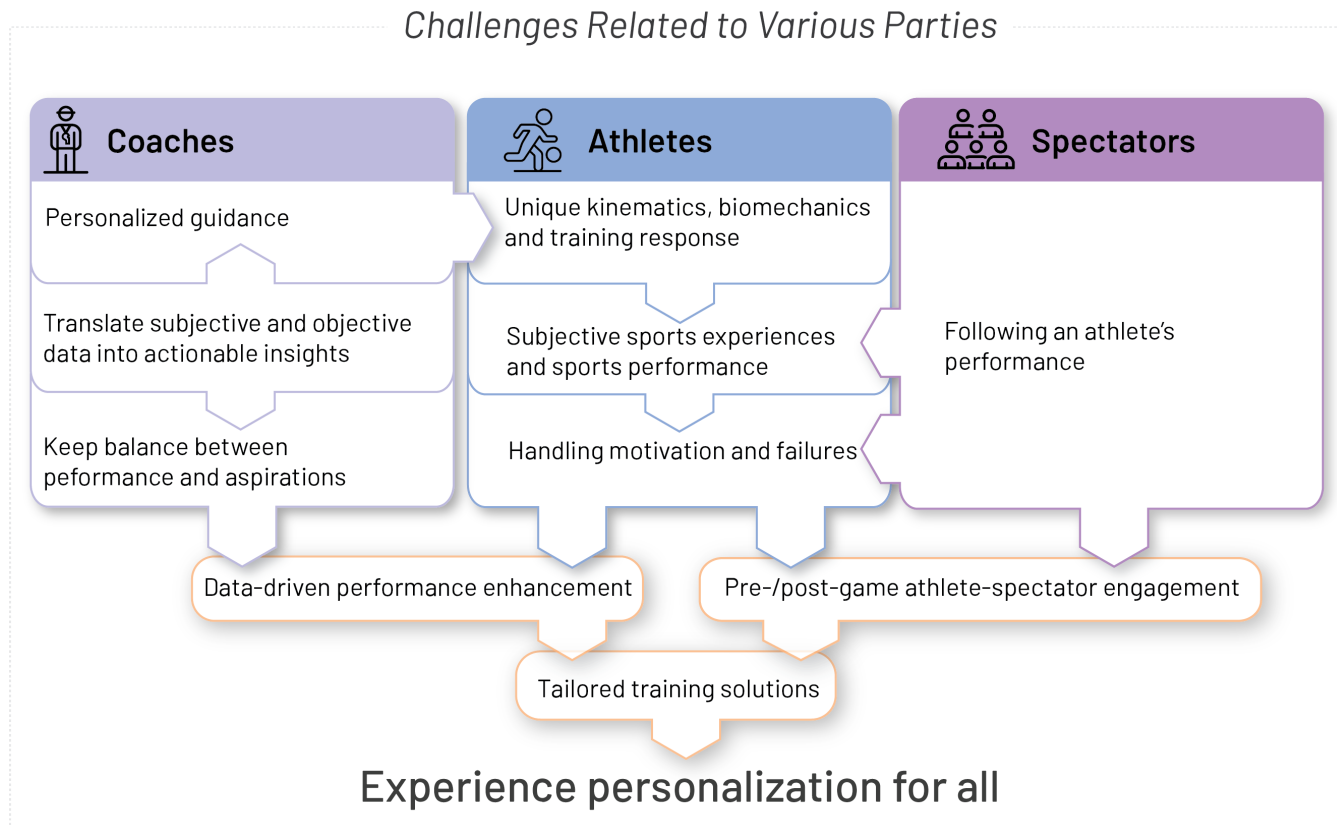 Challenges Related to Various Parties
Coaches
Personalized guidance
Translate subjective and objective
data into actionable insights
Keep balance between
peformance and aspirations
Athletes
Unique kinematics, biomechanics
and training response
Subjective sports experiences
and sports performance
Handling motivation and failures
Spectators
Following an athlete’s
performance
Data-driven performance enhancement
Pre-/post-game athlete-spectator engagement
Tailored training solutions
Experience personalization for all